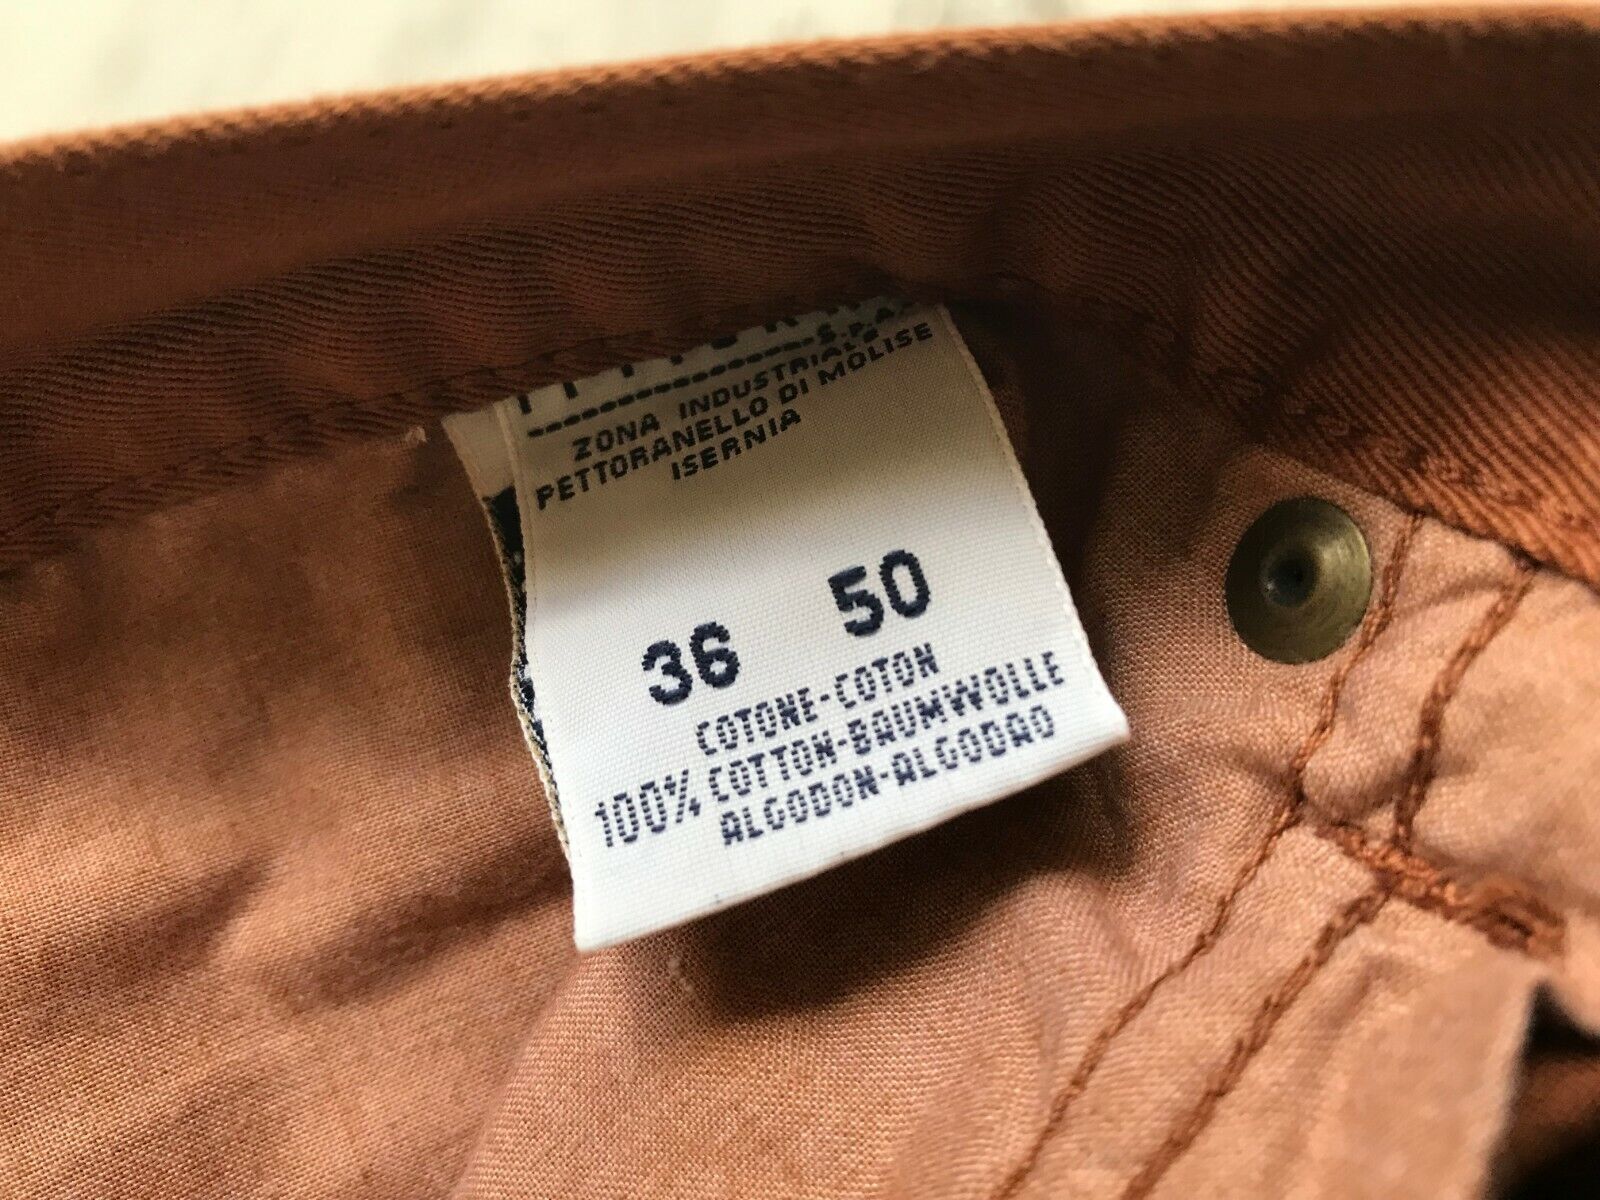 S.P.A.
ZONA INDUSTRIALE
PETTORANELLO DI MOLISE
ISERNIA
36 50
COTONE-COTON
100% COTTON-BAUMWOLLE
ALGODON-ALGODAO